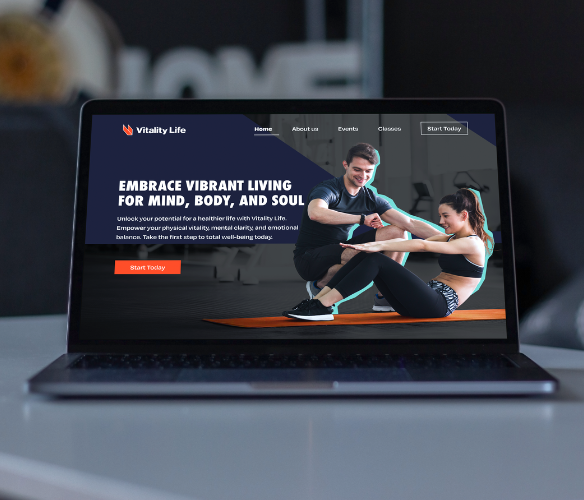 HOME
Vitality Life
Home
About us
Events
Classes
Start Today
EMBRACE VIBRANT LIVING
FOR MIND, BODY, AND SOUL
Unlock your potential for a healthier life with Vitality Life.
Empower your physical vitality, mental clarity, and emotional
balance. Take the first step to total well-being today.
Start Today